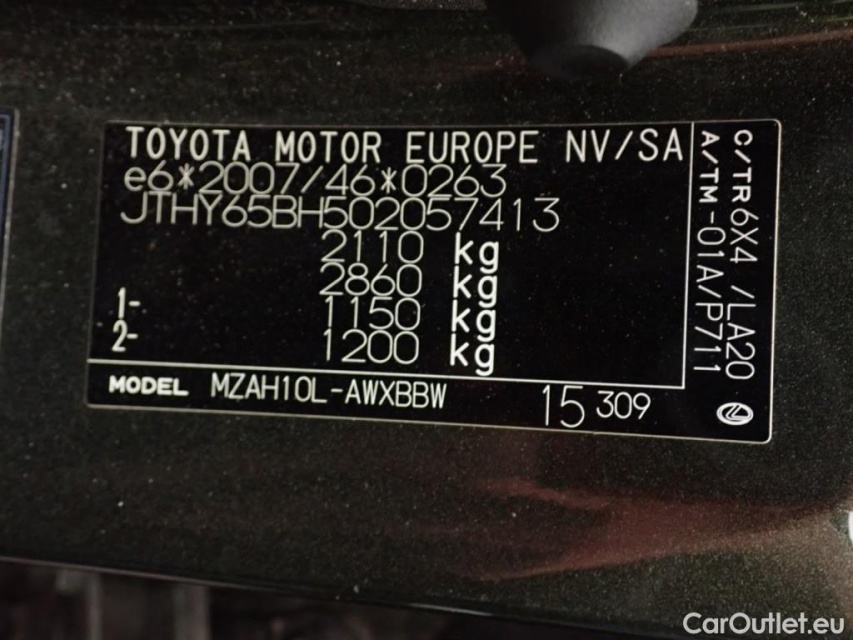 TOYOTA MOTOR EUROPE NV/SA
e6*2007/46*0263
JTHY65BH502057413
2110 kg
2860 kg
1- 1150 kg
2- 1200 kg
MODEL MZAH10L-AWXBBW 15 309
C/TR6X4 /LA20
A/TM-01A/P711
CarOutlet.eu